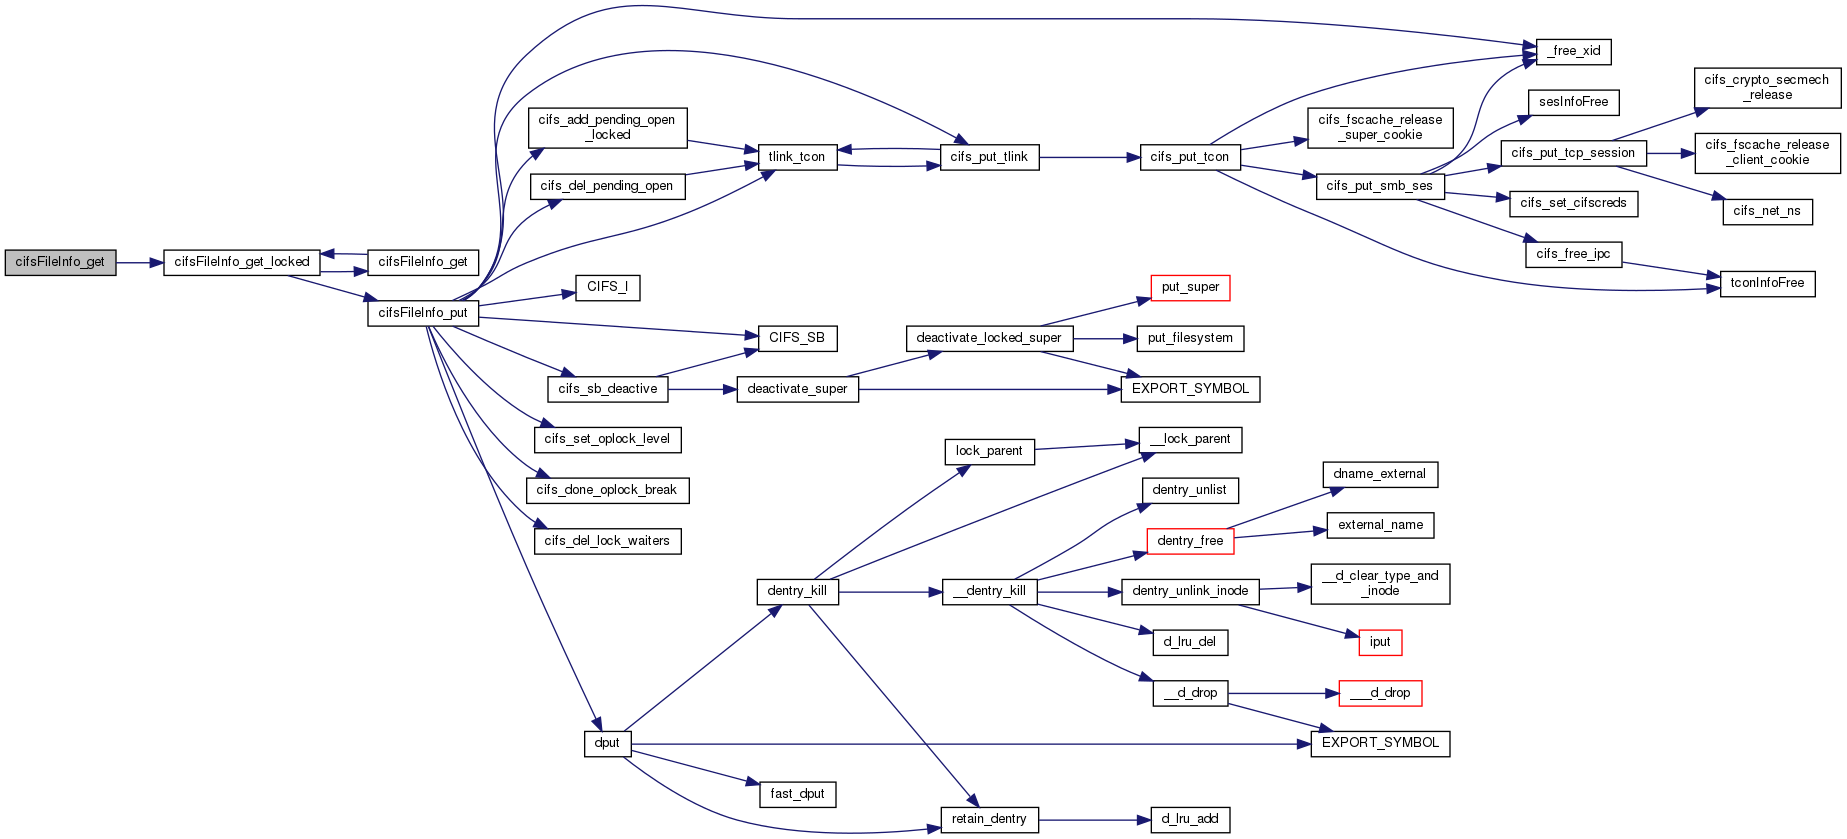 cifsFileInfo_get
cifsFileInfo_get_locked
cifsFileInfo_get
cifsFileInfo_put
cifs_add_pending_open
_locked
cifs_del_pending_open
CIFS_I
cifs_sb_deactive
cifs_set_oplock_level
cifs_done_oplock_break
cifs_del_lock_waiters
dput
tlink_tcon
CIFS_SB
deactivate_super
dentry_kill
fast_dput
cifs_put_tlink
deactivate_locked_super
lock_parent
__dentry_kill
retain_dentry
cifs_put_tcon
put_super
put_filesystem
EXPORT_SYMBOL
__lock_parent
dentry_unlist
dentry_free
dentry_unlink_inode
d_lru_del
__d_drop
d_lru_add
cifs_fscache_release
_super_cookie
cifs_put_smb_ses
dname_external
external_name
__d_clear_type_and
_inode
iput
___d_drop
EXPORT_SYMBOL
_free_xid
sesInfoFree
cifs_put_tcp_session
cifs_set_cifscreds
cifs_free_ipc
cifs_crypto_secmech
_release
cifs_fscache_release
_client_cookie
cifs_net_ns
tconInfoFree